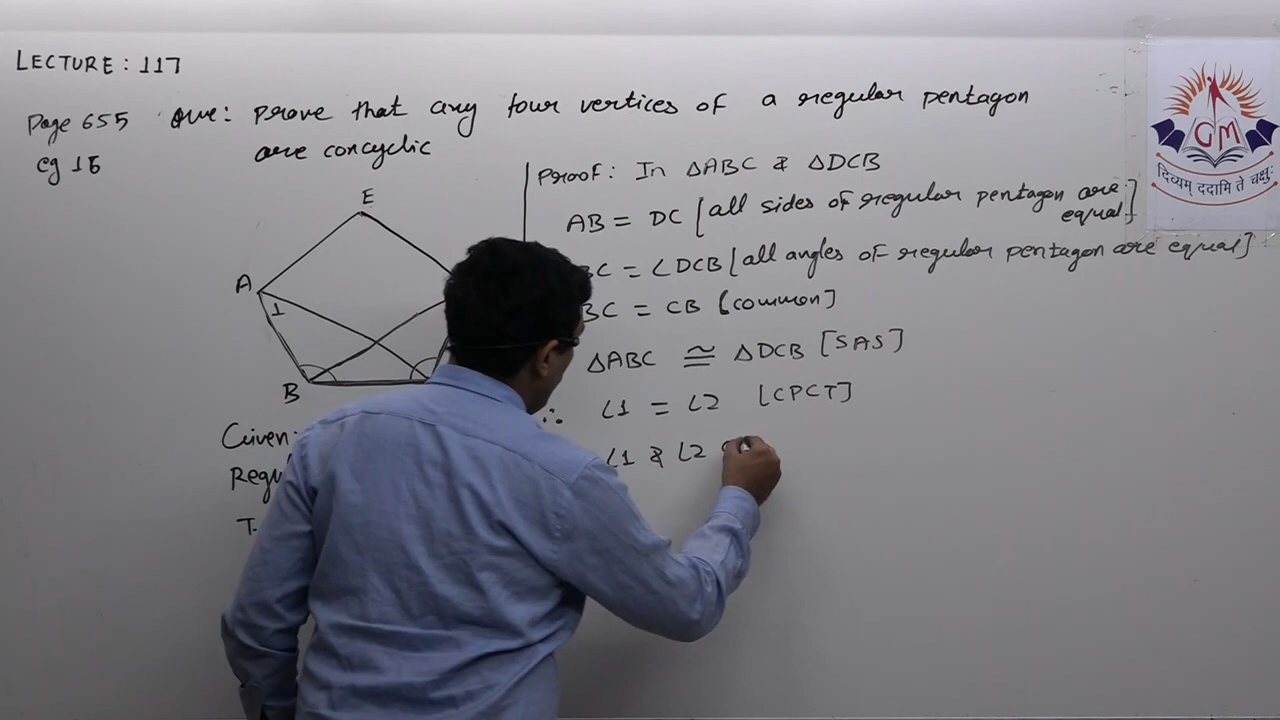 LECTURE: 117
Page 655 Que: Prove that any four vertices of a regular pentagon
eg 15 are concyclic
Proof: In ΔABC & ΔDCB
AB = DC [all sides of regular pentagon are equal]
BC = ∠DCB [all angles of regular pentagon are equal]
BC = CB [common]
ΔABC ≅ ΔDCB [SAS]
∴ ∠1 = ∠2 [CPCT]
∠1 & ∠2
E
A
1
B
Given:
Regu
T.
GM
दिव्यम् ददामि ते चक्षुः